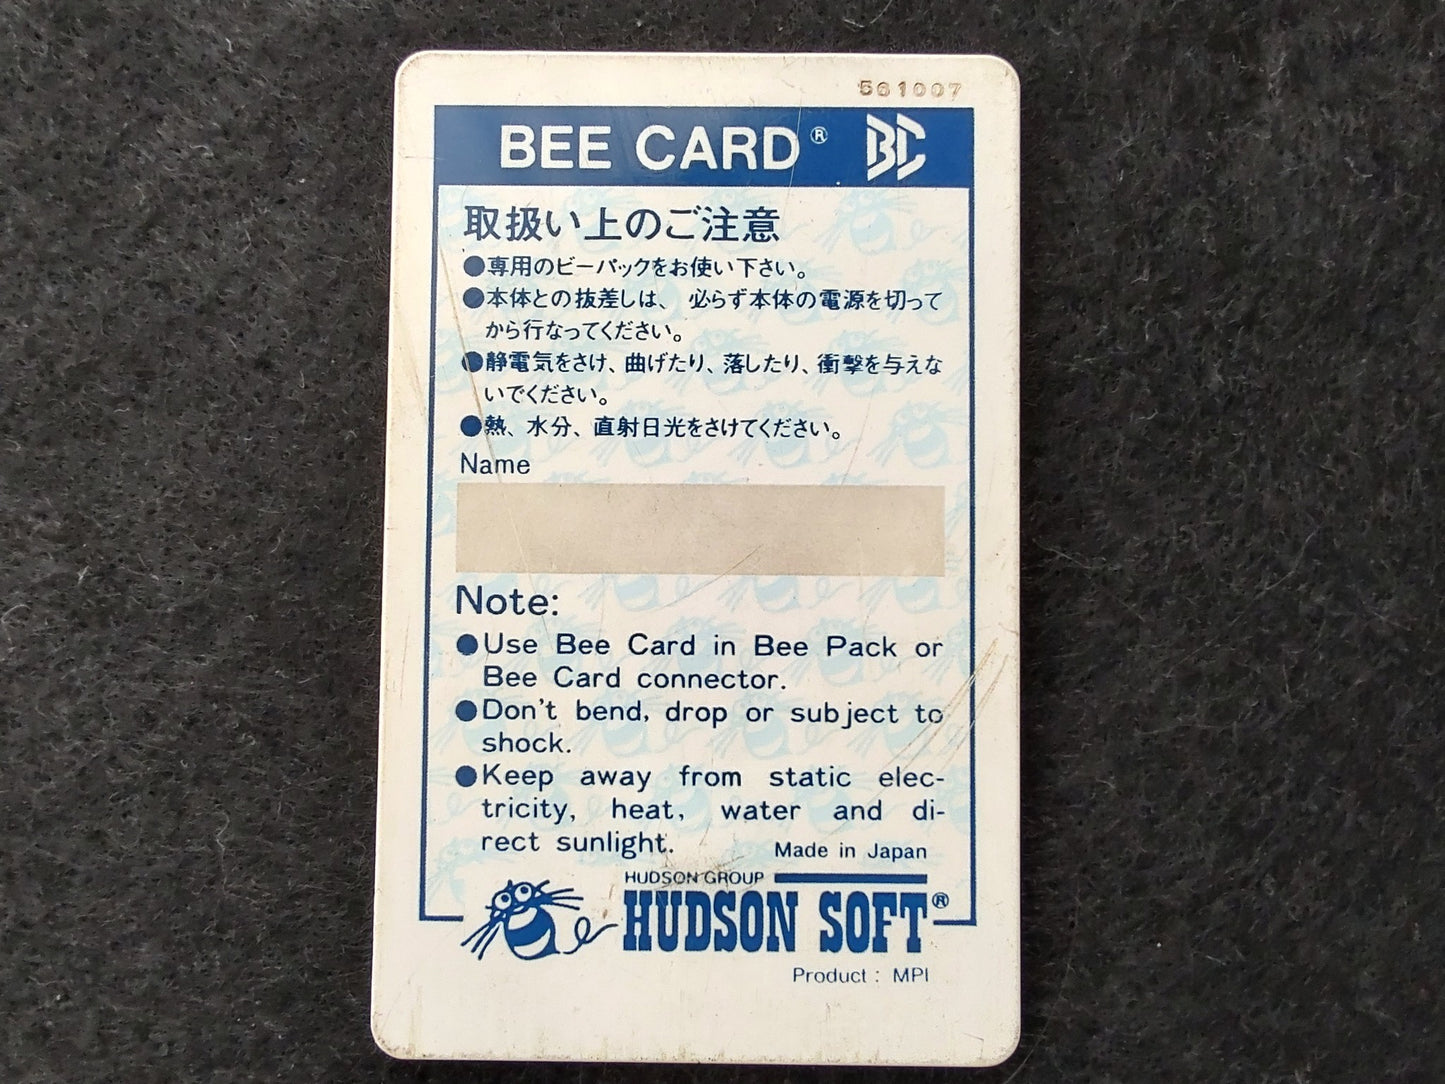 561007
BEE CARD® BC
取扱い上のご注意
●専用のビーパックをお使い下さい。
●本体との抜差しは、必らず本体の電源を切って
から行なってください。
●静電気をさけ、曲げたり、落したり、衝撃を与えな
いでください。
●熱、水分、直射日光をさけてください。
Name
Note:
●Use Bee Card in Bee Pack or
Bee Card connector.
●Don't bend, drop or subject to
shock.
●Keep away from static elec-
tricity, heat, water and di-
rect sunlight.
Made in Japan
HUDSON GROUP
HUDSON SOFT®
Product : MPI